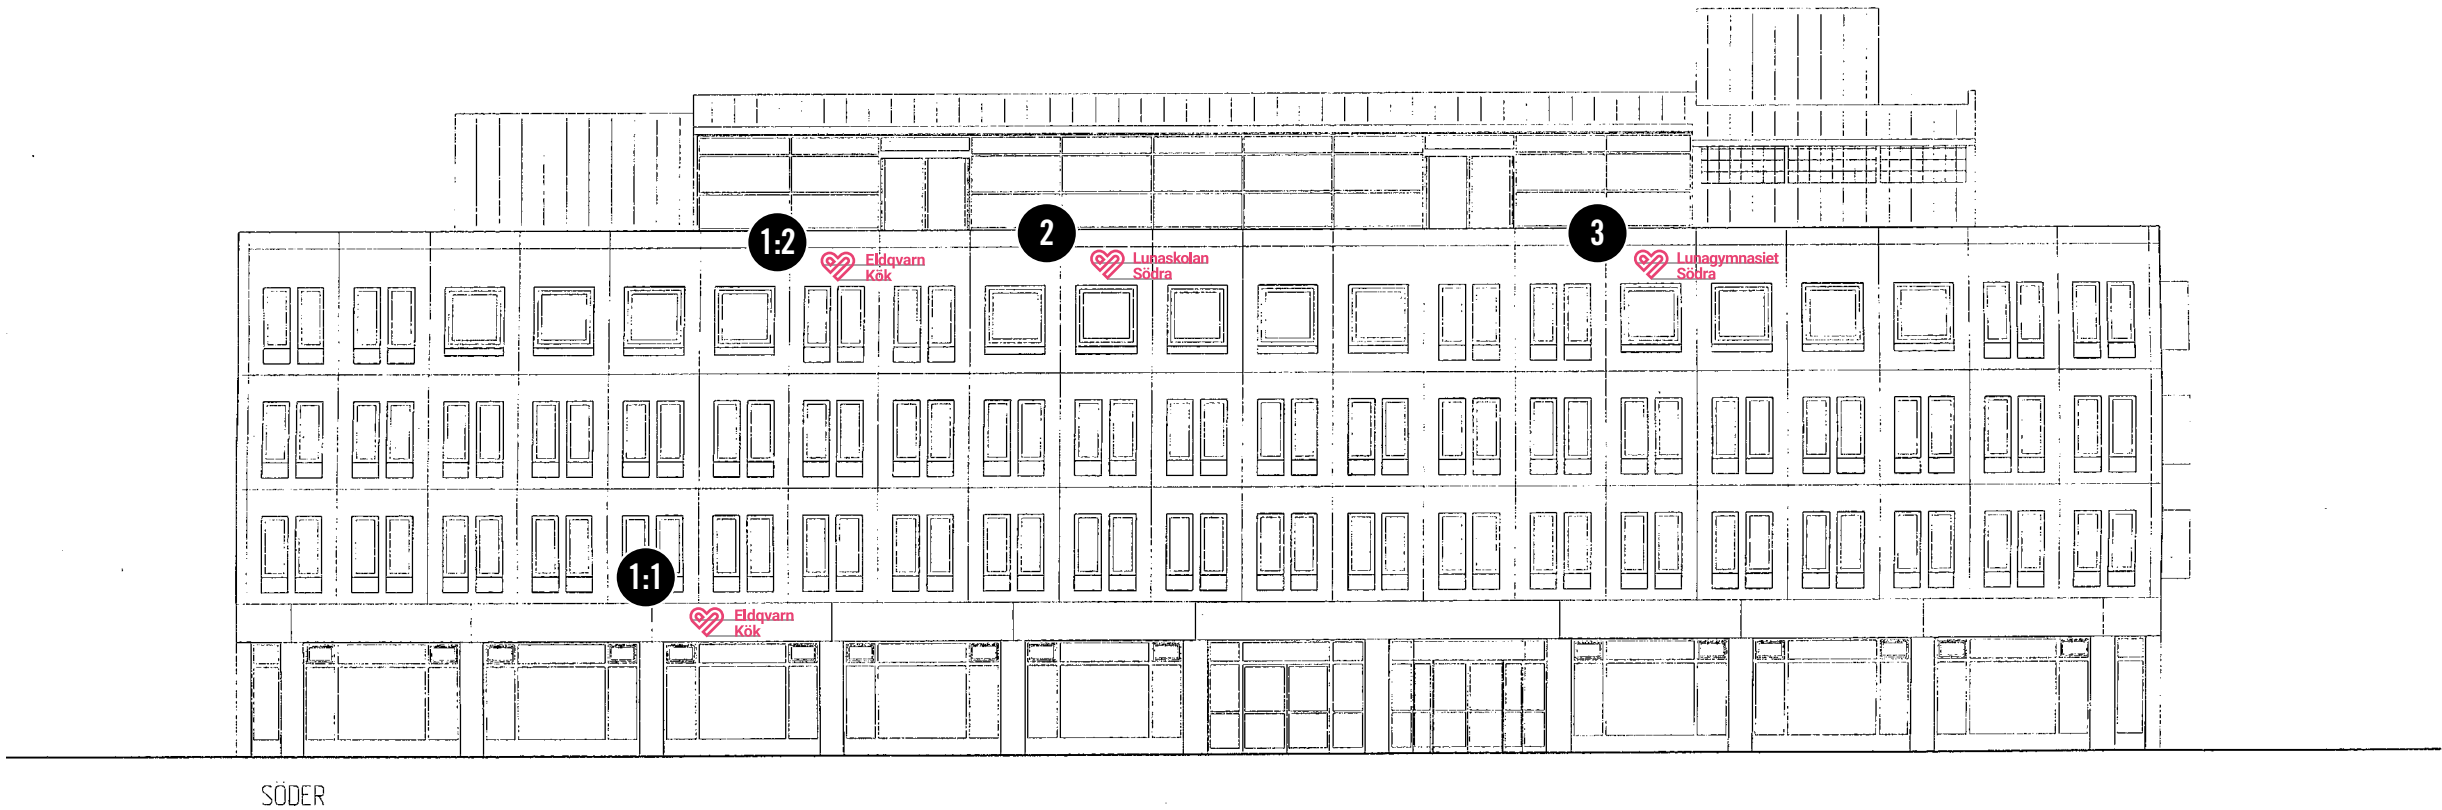 1:2
Eldqvarn
Kök
2
Lunaskolan
Södra
3
Lunagymnasiet
Södra
1:1
Eldqvarn
Kök
SÖDER